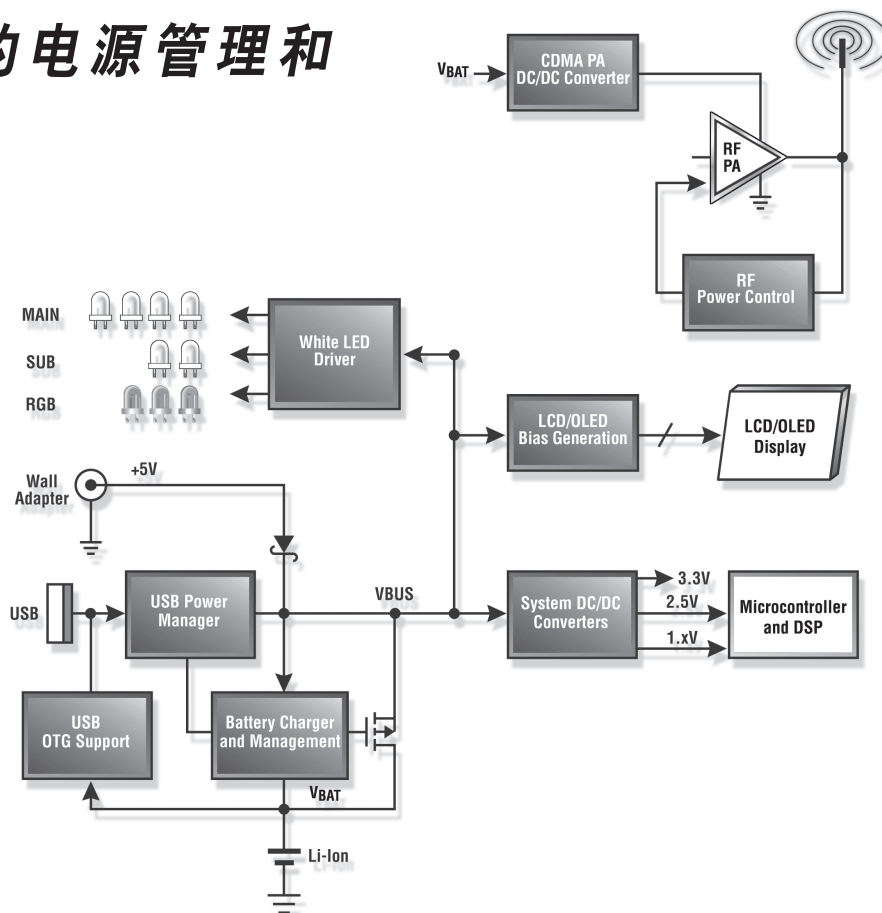 的电源管理和
VBAT
CDMA PA
DC/DC Converter
RF
PA
RF
Power Control
MAIN
SUB
RGB
White LED
Driver
LCD/OLED
Bias Generation
LCD/OLED
Display
Wall
Adapter
+5V
USB
USB Power
Manager
VBUS
System DC/DC
Converters
3.3V
2.5V
1.xV
Microcontroller
and DSP
USB
OTG Support
Battery Charger
and Management
VBAT
Li-Ion